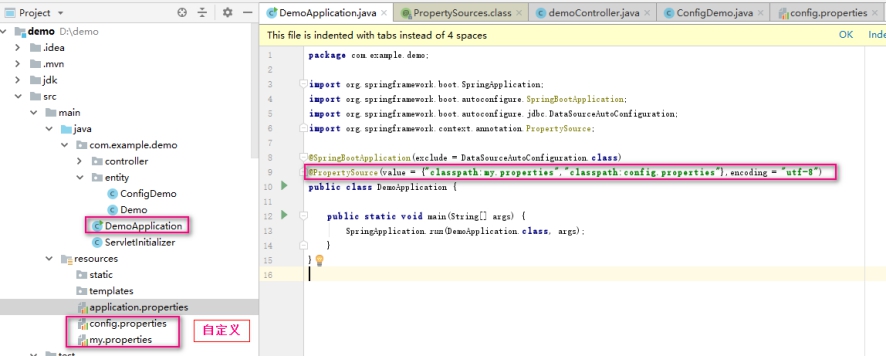 Project
demo D:\demo
.idea
.mvn
jdk
src
main
java
com.example.demo
controller
entity
ConfigDemo
Demo
DemoApplication
ServletInitializer
resources
static
templates
application.properties
config.properties
my.properties
自定义
DemoApplication.java
PropertySources.class
demoController.java
ConfigDemo.java
config.properties
This file is indented with tabs instead of 4 spaces
OK
Inde
1 package com.example.demo;
2
3 import org.springframework.boot.SpringApplication;
4 import org.springframework.boot.autoconfigure.SpringBootApplication;
5 import org.springframework.boot.autoconfigure.jdbc.DataSourceAutoConfiguration;
6 import org.springframework.context.annotation.PropertySource;
7
8 @SpringBootApplication(exclude = DataSourceAutoConfiguration.class)
9 @PropertySource(value = {"classpath:my.properties","classpath:config.properties"},encoding = "utf-8")
10 public class DemoApplication {
11
12 public static void main(String[] args) {
13 SpringApplication.run(DemoApplication.class, args);
14 }
15 }
16